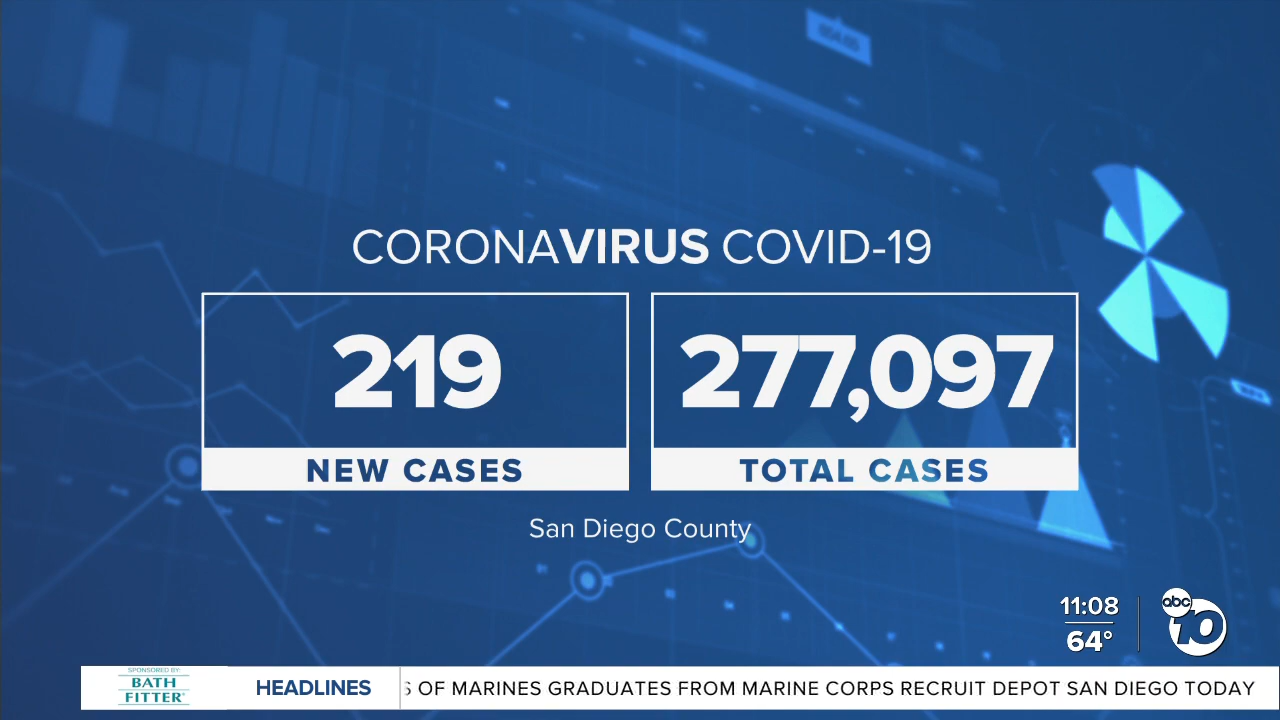 CORONAVIRUS COVID-19
219
277,097
NEW CASES
TOTAL CASES
San Diego County
11:08
64°
abc
10
SPONSORED BY:
BATH
FITTER®
HEADLINES
OF MARINES GRADUATES FROM MARINE CORPS RECRUIT DEPOT SAN DIEGO TODAY